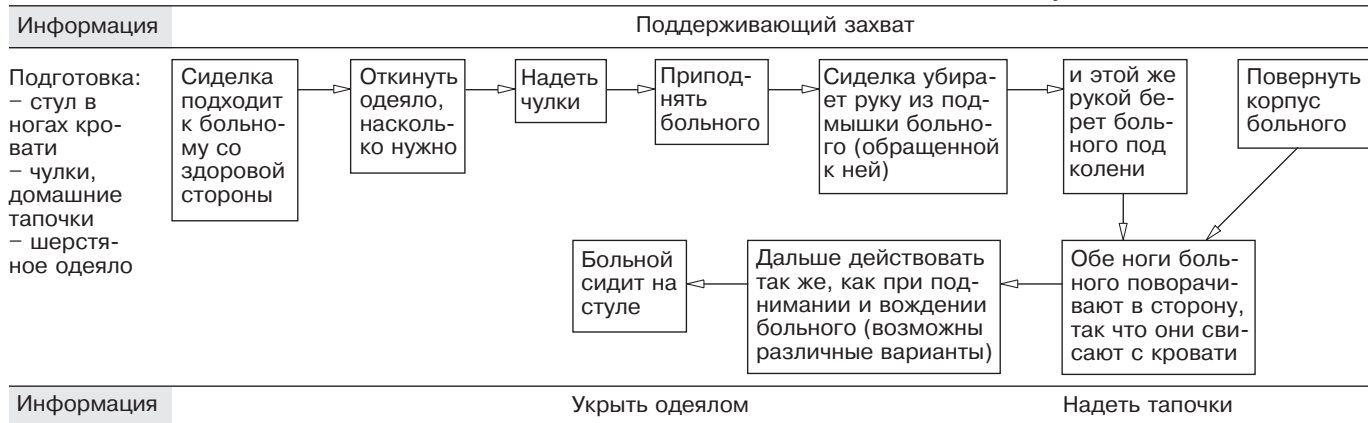 Информация
Поддерживающий захват
Подготовка:
– стул в
ногах кро-
вати
– чулки,
домашние
тапочки
– шерстя-
ное одеяло
Сиделка
подходит
к больно-
му со
здоровой
стороны
Откинуть
одеяло,
насколь-
ко нужно
Надеть
чулки
Припод-
нять
больного
Сиделка убира-
ет руку из под-
мышки больно-
го (обращенной
к ней)
и этой же
рукой бе-
рет боль-
ного под
колени
Повернуть
корпус
больного
Обе ноги боль-
ного поворачи-
вают в сторону,
так что они сви-
сают с кровати
Дальше действовать
так же, как при под-
нимании и вождении
больного (возможны
различные варианты)
Больной
сидит на
стуле
Информация
Укрыть одеялом
Надеть тапочки